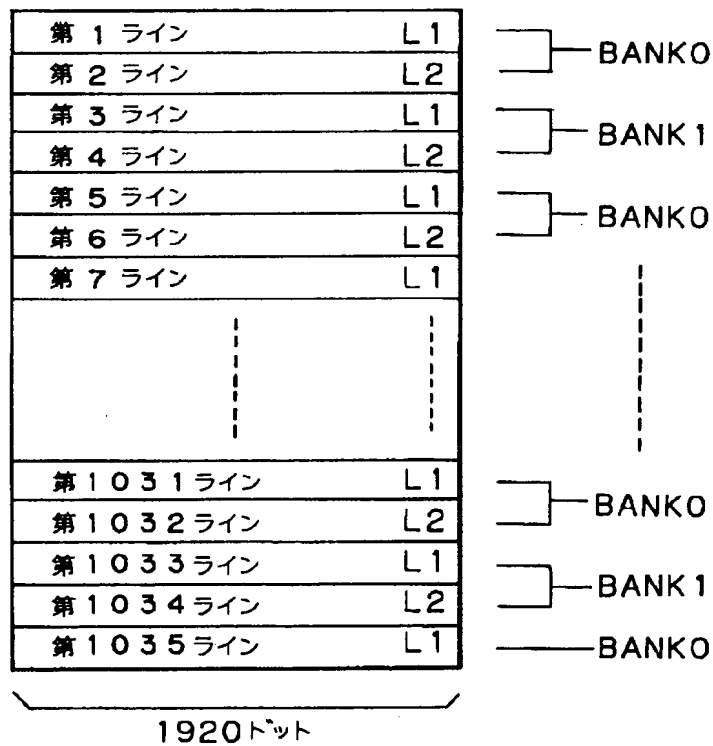 第1ライン L1
BANK0
第2ライン L2
第3ライン L1
BANK1
第4ライン L2
第5ライン L1
BANK0
第6ライン L2
第7ライン L1
第1031ライン L1
BANK0
第1032ライン L2
第1033ライン L1
BANK1
第1034ライン L2
第1035ライン L1 BANK0
1920ドット